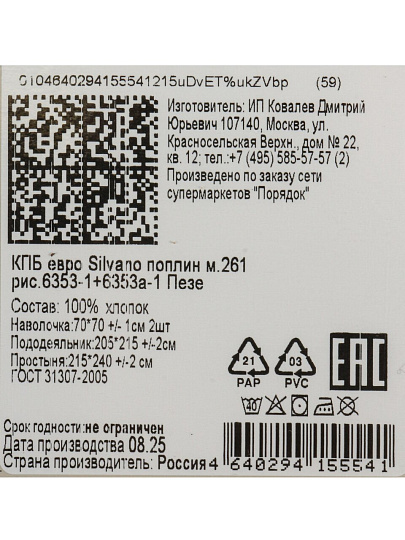 0104640294155541215uDvET%ukZVbp (59)
Изготовитель: ИП Ковалев Дмитрий
Юрьевич 107140, Москва, ул.
Красносельская Верхн., дом № 22,
кв. 12; тел.:+7 (495) 585-57-57 (2)
Произведено по заказу сети
супермаркетов "Порядок"
КПБ евро Silvano поплин м.261
рис.6353-1+6353а-1 Пезе
Состав: 100% хлопок
Наволочка:70*70 +/- 1см 2шт
Пододеяльник:205*215 +/-2см
Простыня:215*240 +/-2 см
ГОСТ 31307-2005
21 03
PAP PVC
EAC
40
Срок годности:не ограничен
Дата производства 08.25
Страна производства: Россия
4 640294 155541